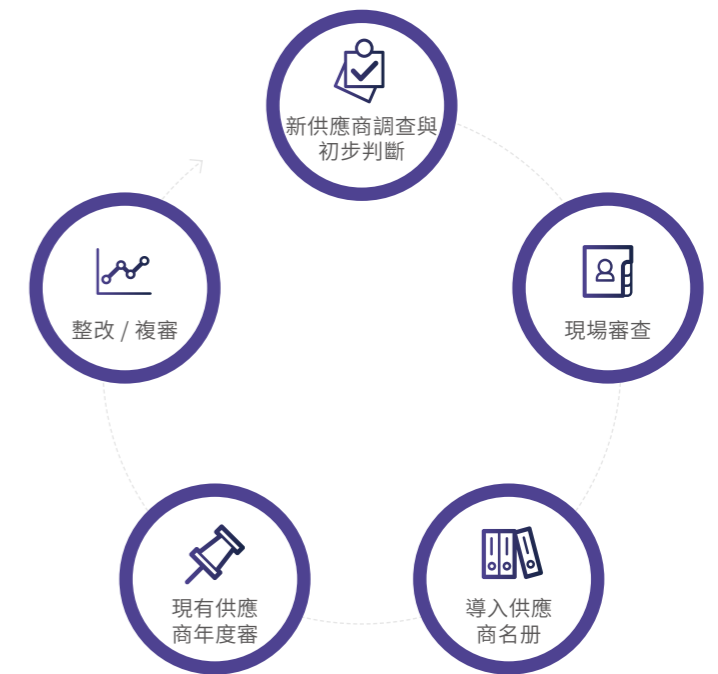 新供應商調查與
初步判斷
現場審查
導入供應
商名册
現有供應
商年度審
整改 / 複審